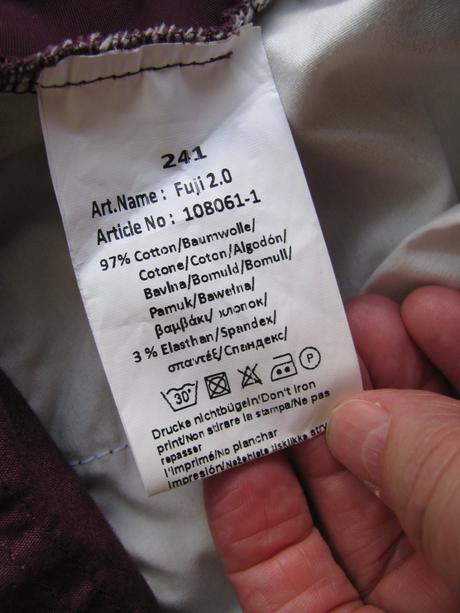 241
Art.Name : Fuji 2.0
Article No : 108061-1
97% Cotton/Baumwolle/
Cotone/Coton/Algodón/
Bavlna/Bomuld/Bomull/
Pamuk/Bawełna/
βαμβάκι/ хлопок/
3 % Elasthan/Spandex/
σπαντέξ/Спандекс/
30°
P
Drucke nichtbügeln!Don't iron
print/Non stirare la stampa/Ne pas
repasser
l'imprimé/No planchar
impresión/